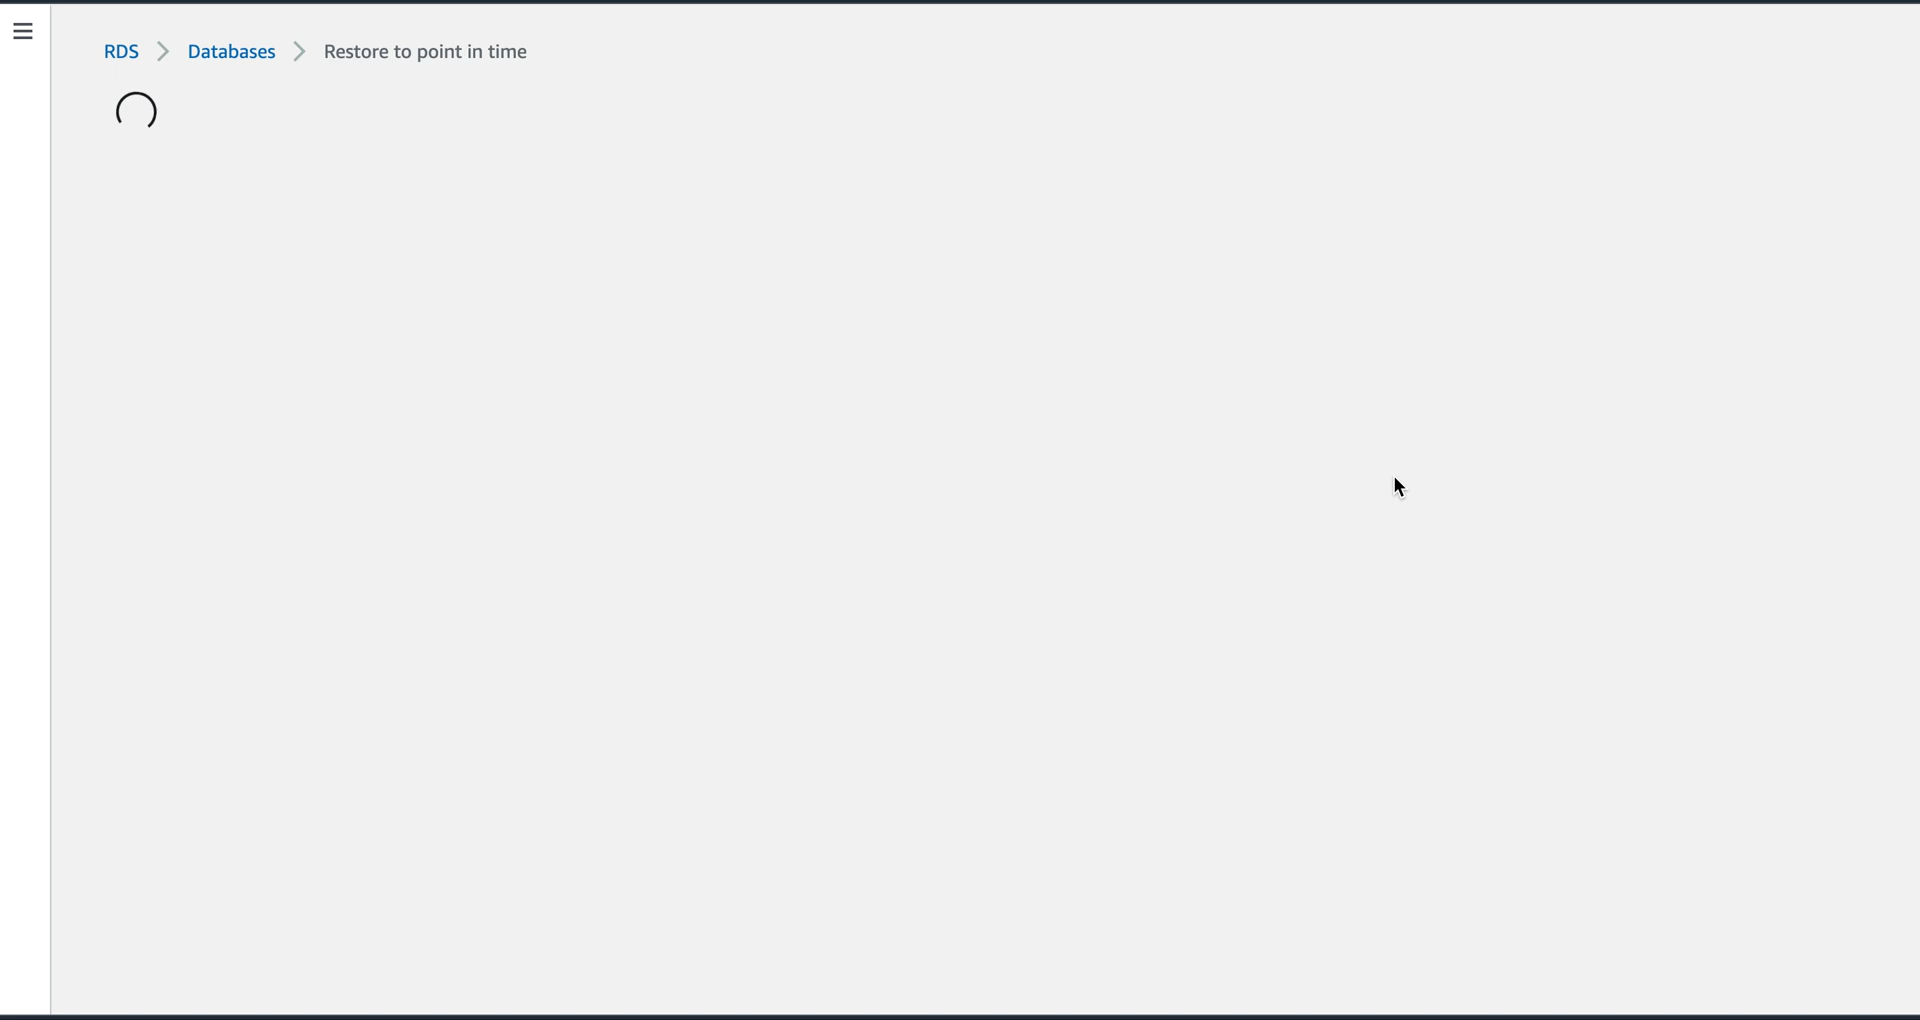 RDS > Databases > Restore to point in time